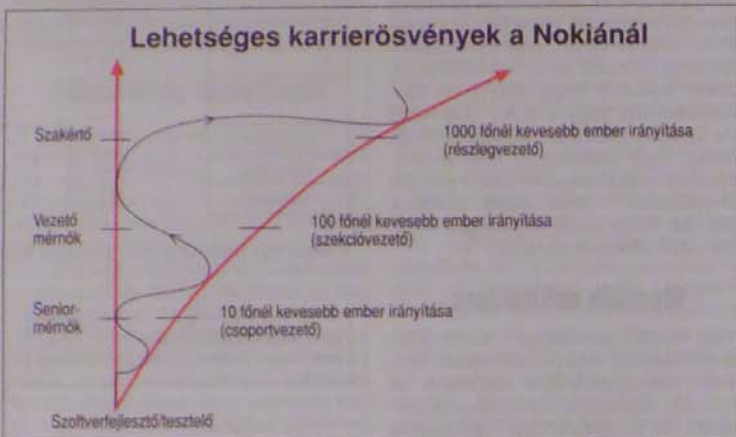 Lehetséges karrierösvények a Nokiánál
Szakértő
1000 főnél kevesebb ember irányítása
(részlegvezető)
Vezető
mérnök
100 főnél kevesebb ember irányítása
(szekcióvezető)
Senior-
mérnök
10 főnél kevesebb ember irányítása
(csoportvezető)
Szoftverfejlesztő/tesztelő